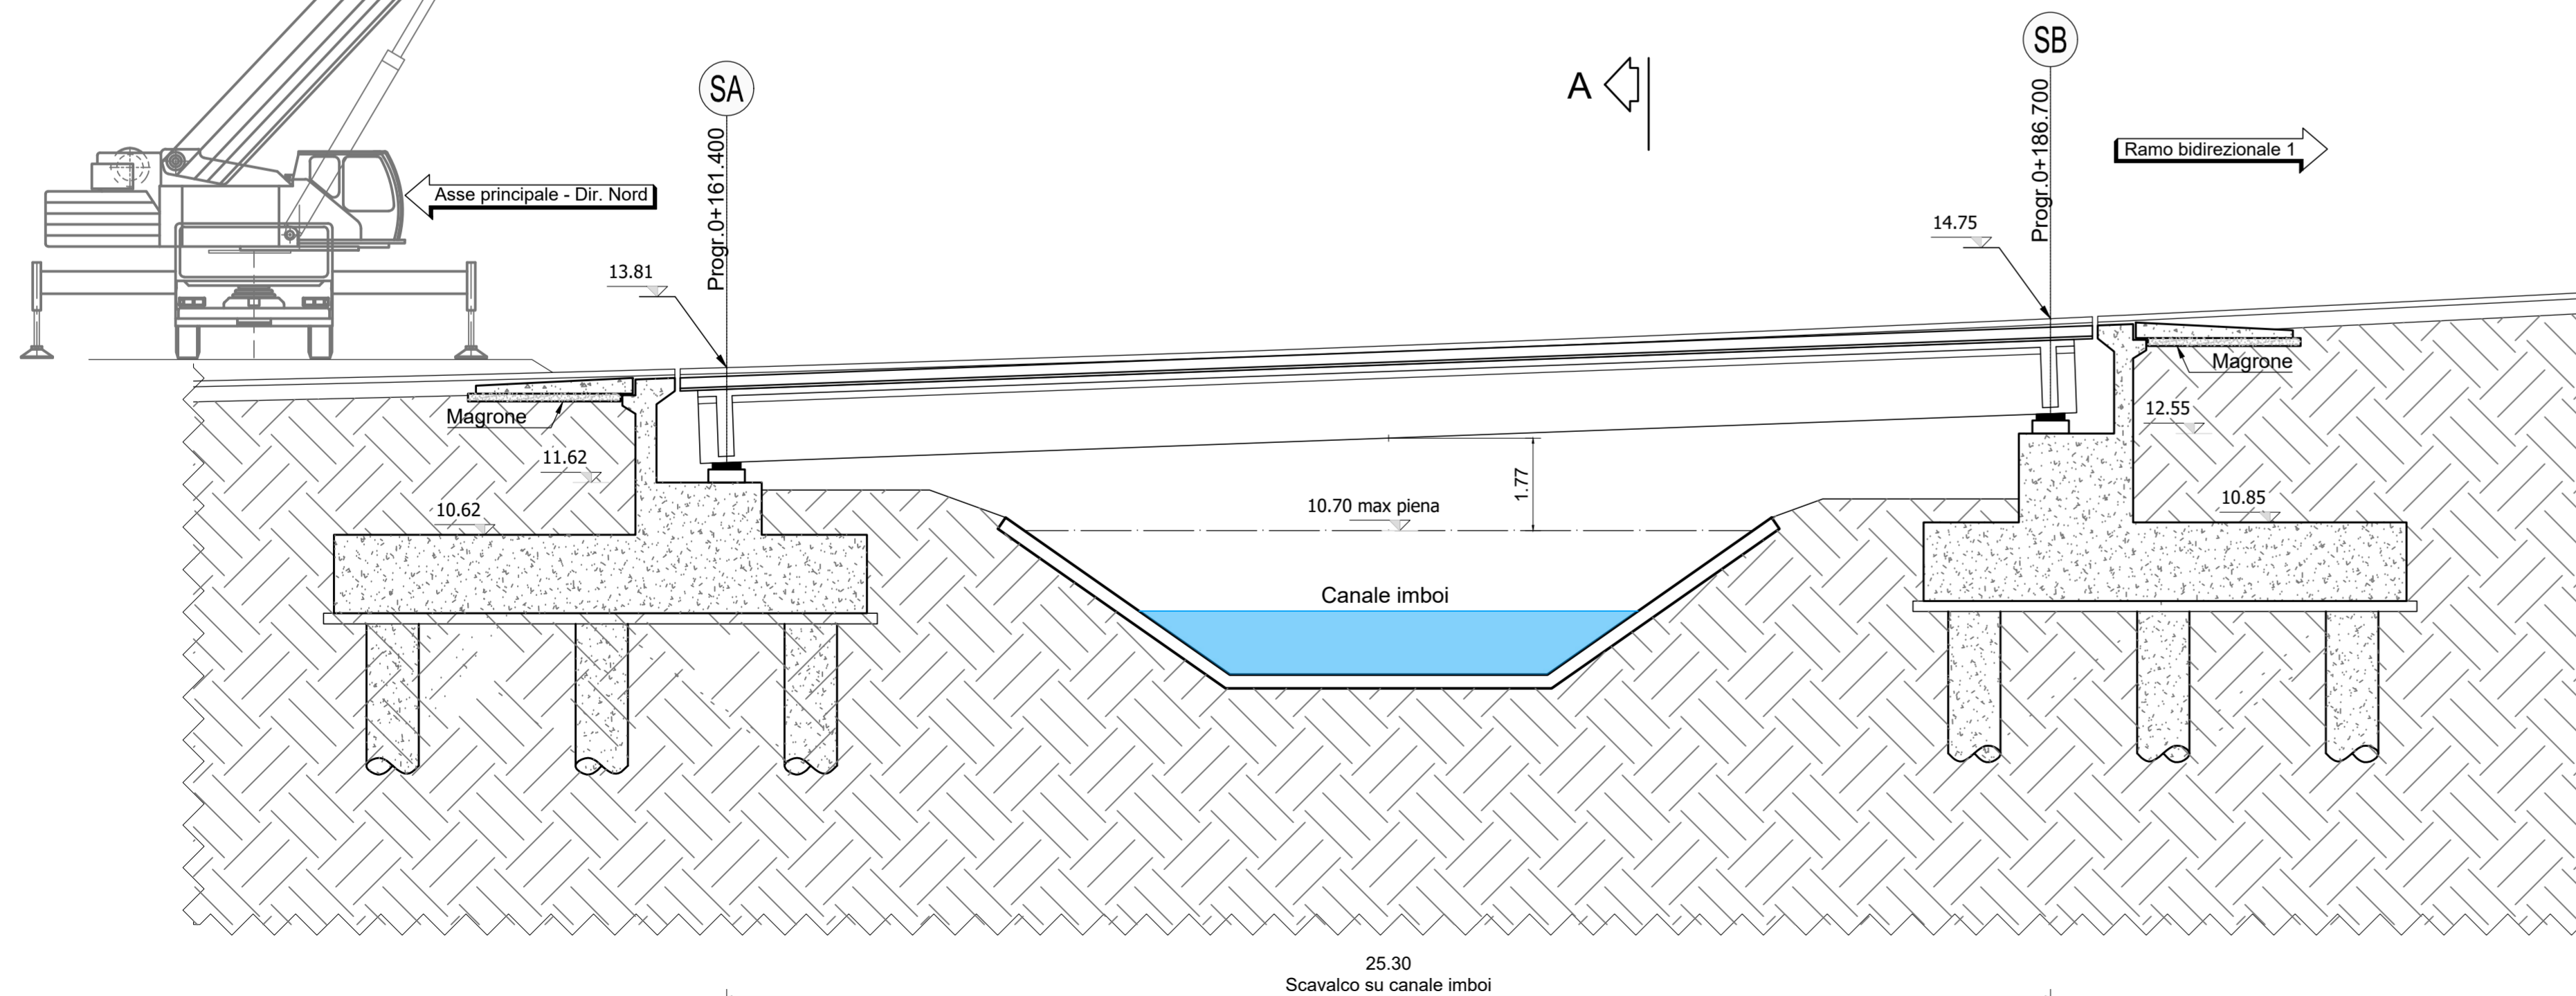 SA
SB
A
Progr.0+161.400
Progr.0+186.700
Ramo bidirezionale 1
Asse principale - Dir. Nord
14.75
13.81
Magrone
Magrone
12.55
11.62
10.62
10.85
1.77
10.70 max piena
Canale imboi
25.30
Scavalco su canale imboi